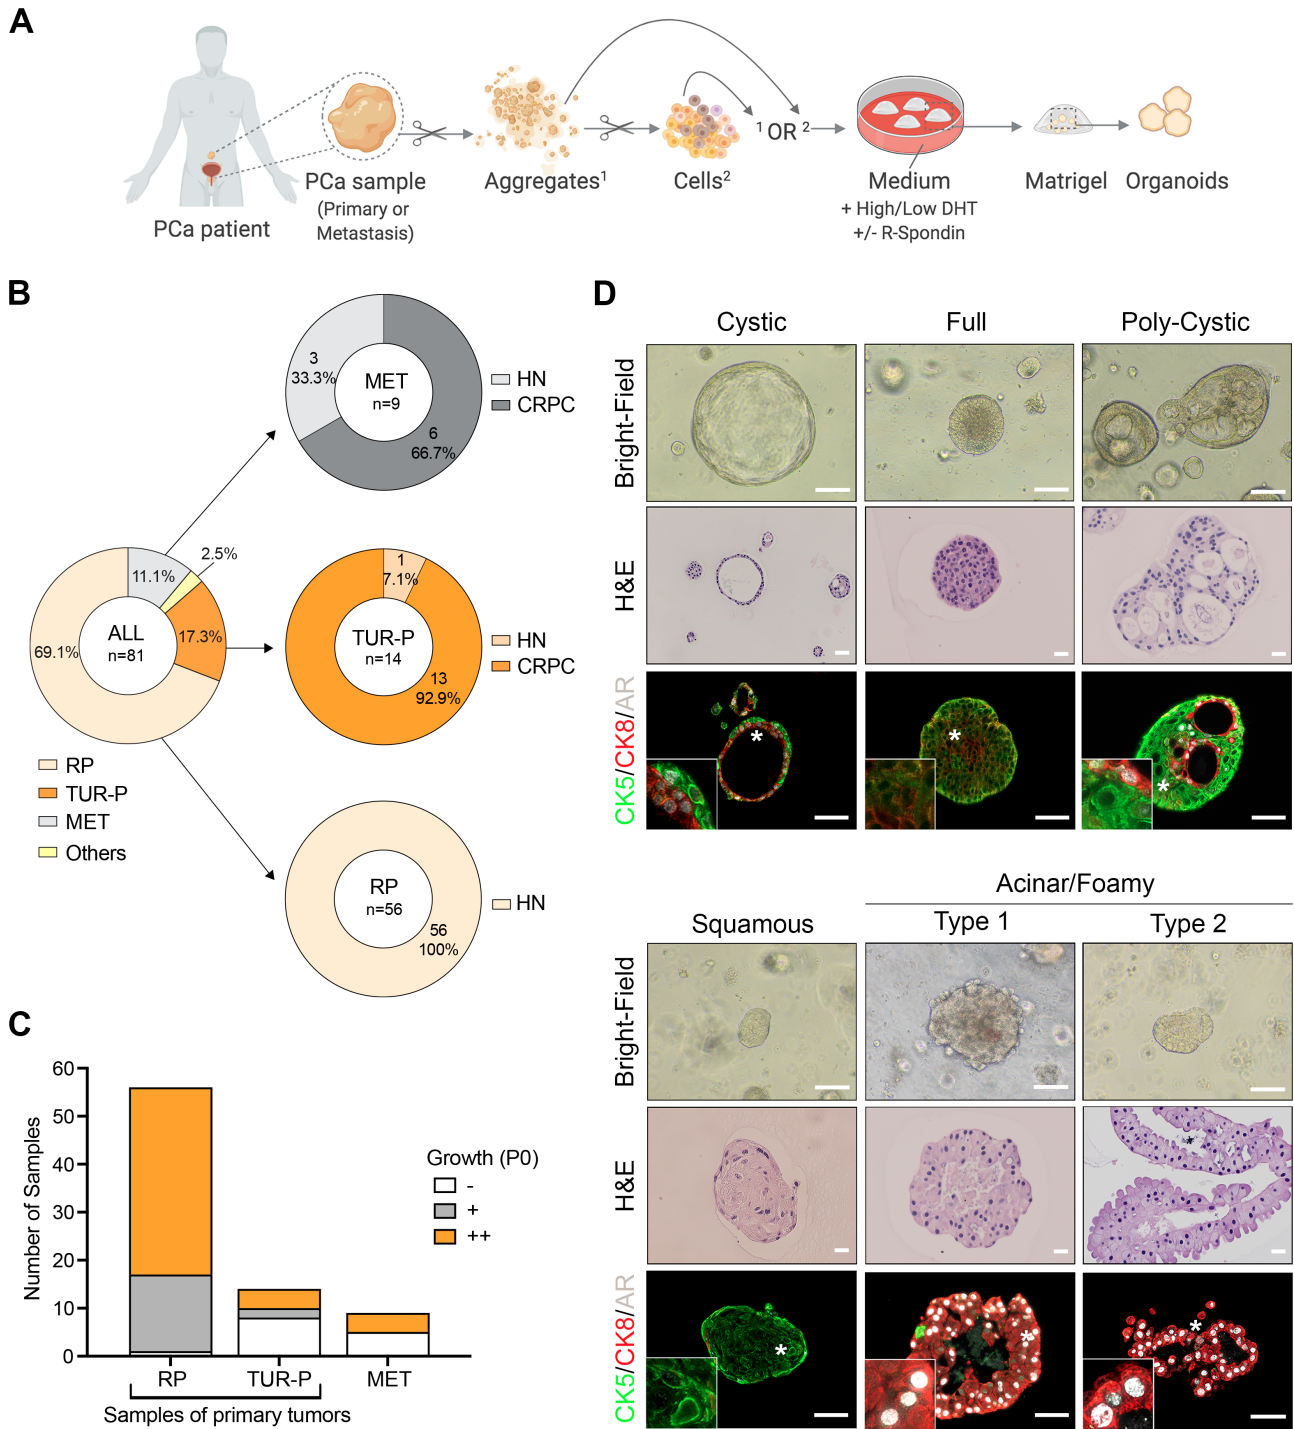 A
PCa patient
PCa sample
(Primary or
Metastasis)
Aggregates¹
Cells²
¹ OR ²
Medium
+ High/Low DHT
+/- R-Spondin
Matrigel
Organoids
B
3
33.3%
MET
n=9
6
66.7%
HN
CRPC
2.5%
11.1%
17.3%
69.1%
ALL
n=81
1
7.1%
TUR-P
n=14
13
92.9%
HN
CRPC
RP
TUR-P
MET
Others
RP
n=56
56
100%
HN
C
Number of Samples
60
50
40
30
20
10
0
Growth (P0)
-
+
++
RP
TUR-P
MET
Samples of primary tumors
D
Cystic
Full
Poly-Cystic
Bright-Field
H&E
CK5/CK8/AR
*
*
*
Acinar/Foamy
Squamous
Type 1
Type 2
Bright-Field
H&E
CK5/CK8/AR
*
*
*